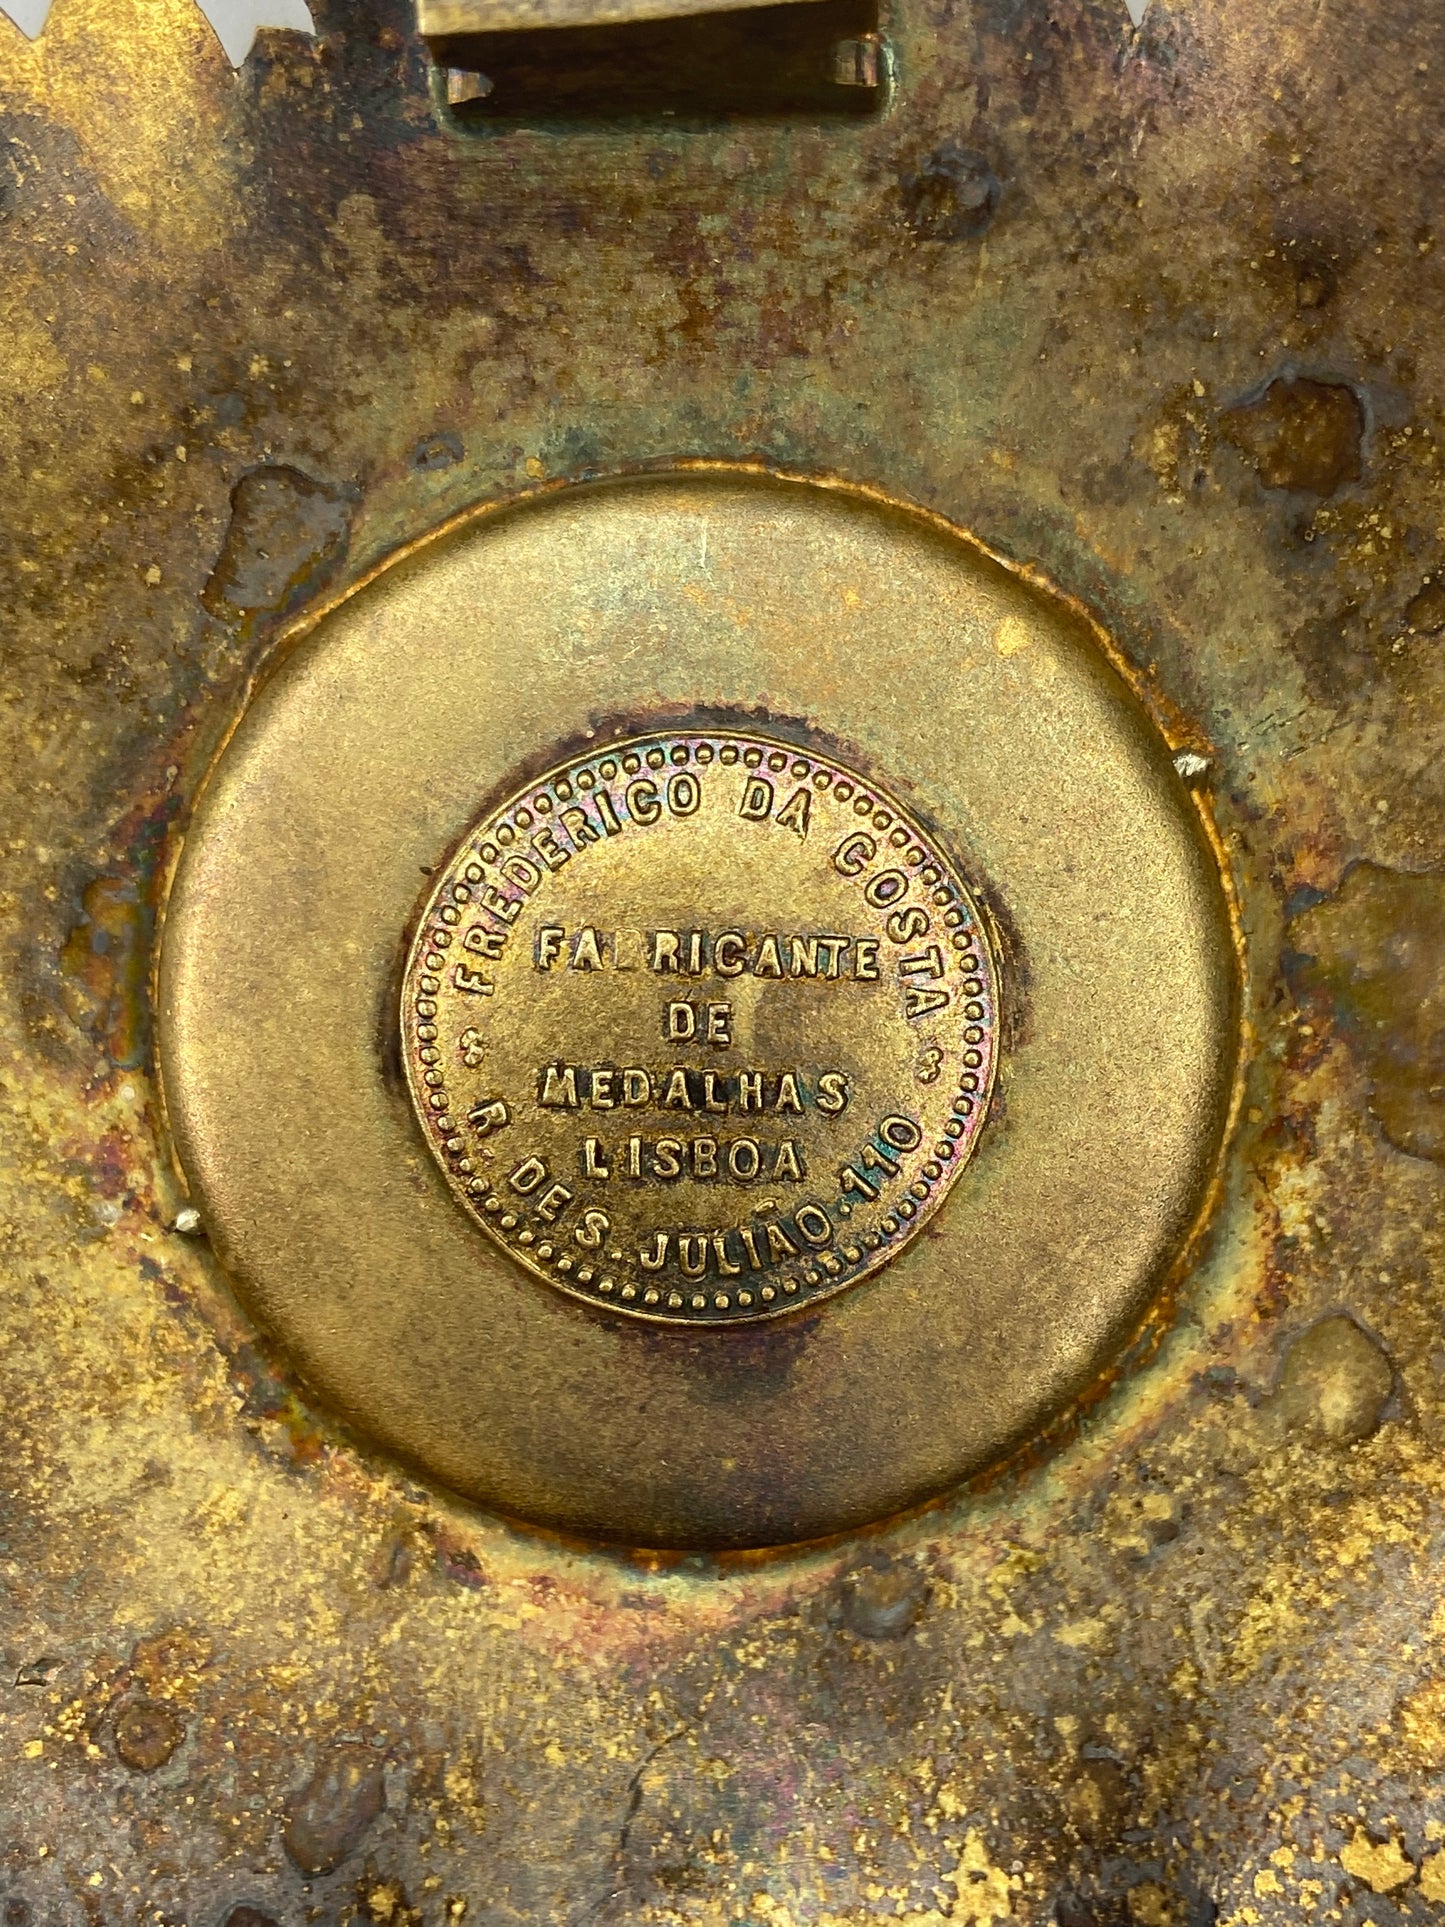 FREDERICO DA COSTA
FABRICANTE
DE
MEDALHAS
LISBOA
R. DE S. JULIÃO. 110